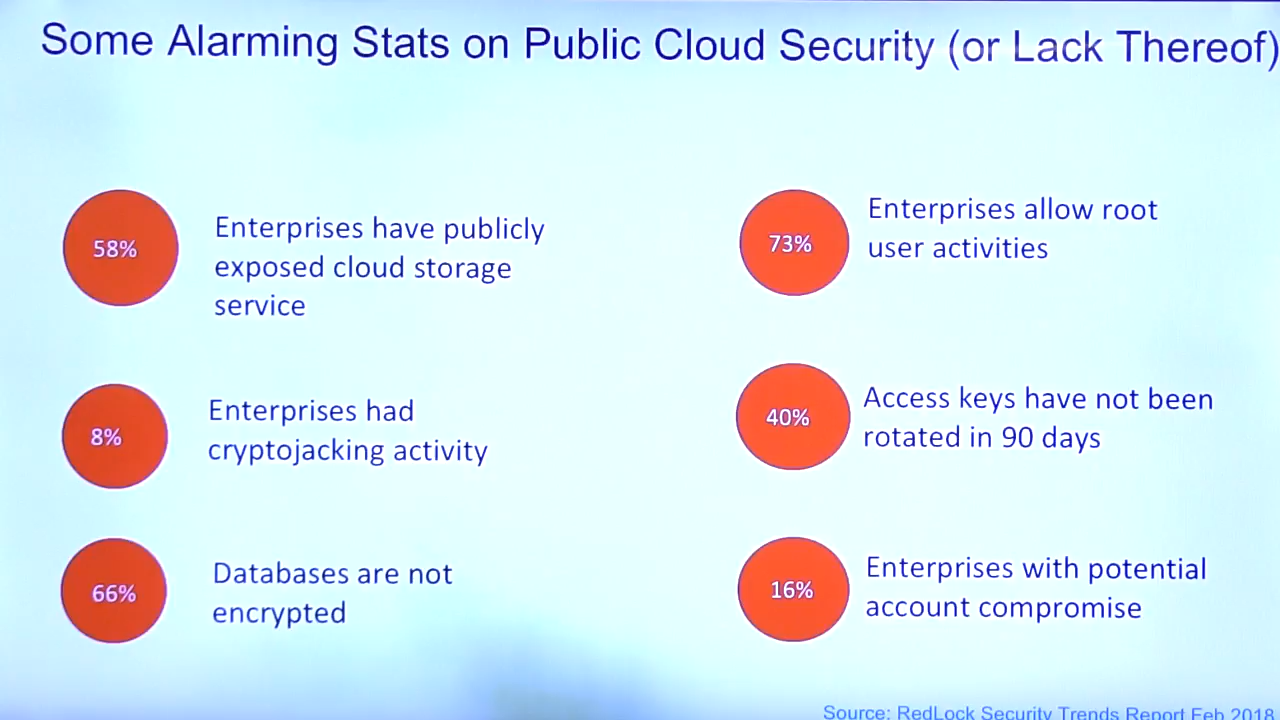 Some Alarming Stats on Public Cloud Security (or Lack Thereof)
58%
Enterprises have publicly
exposed cloud storage
service
73%
Enterprises allow root
user activities
8%
Enterprises had
cryptojacking activity
40%
Access keys have not been
rotated in 90 days
66%
Databases are not
encrypted
16%
Enterprises with potential
account compromise
Source: RedLock Security Trends Report Feb 2018